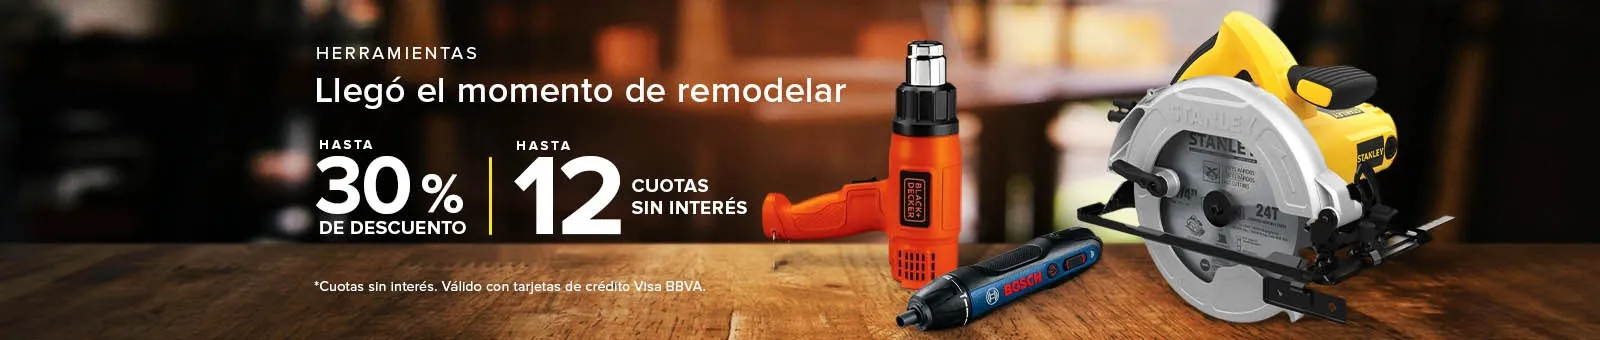 HERRAMIENTAS
Llegó el momento de remodelar
HASTA
30 %
DE DESCUENTO
HASTA
12
CUOTAS
SIN INTERÉS
*Cuotas sin interés. Válido con tarjetas de crédito Visa BBVA.
BLACK+
DECKER
BOSCH
STANLEY
STANLEY
24T
STANLEY